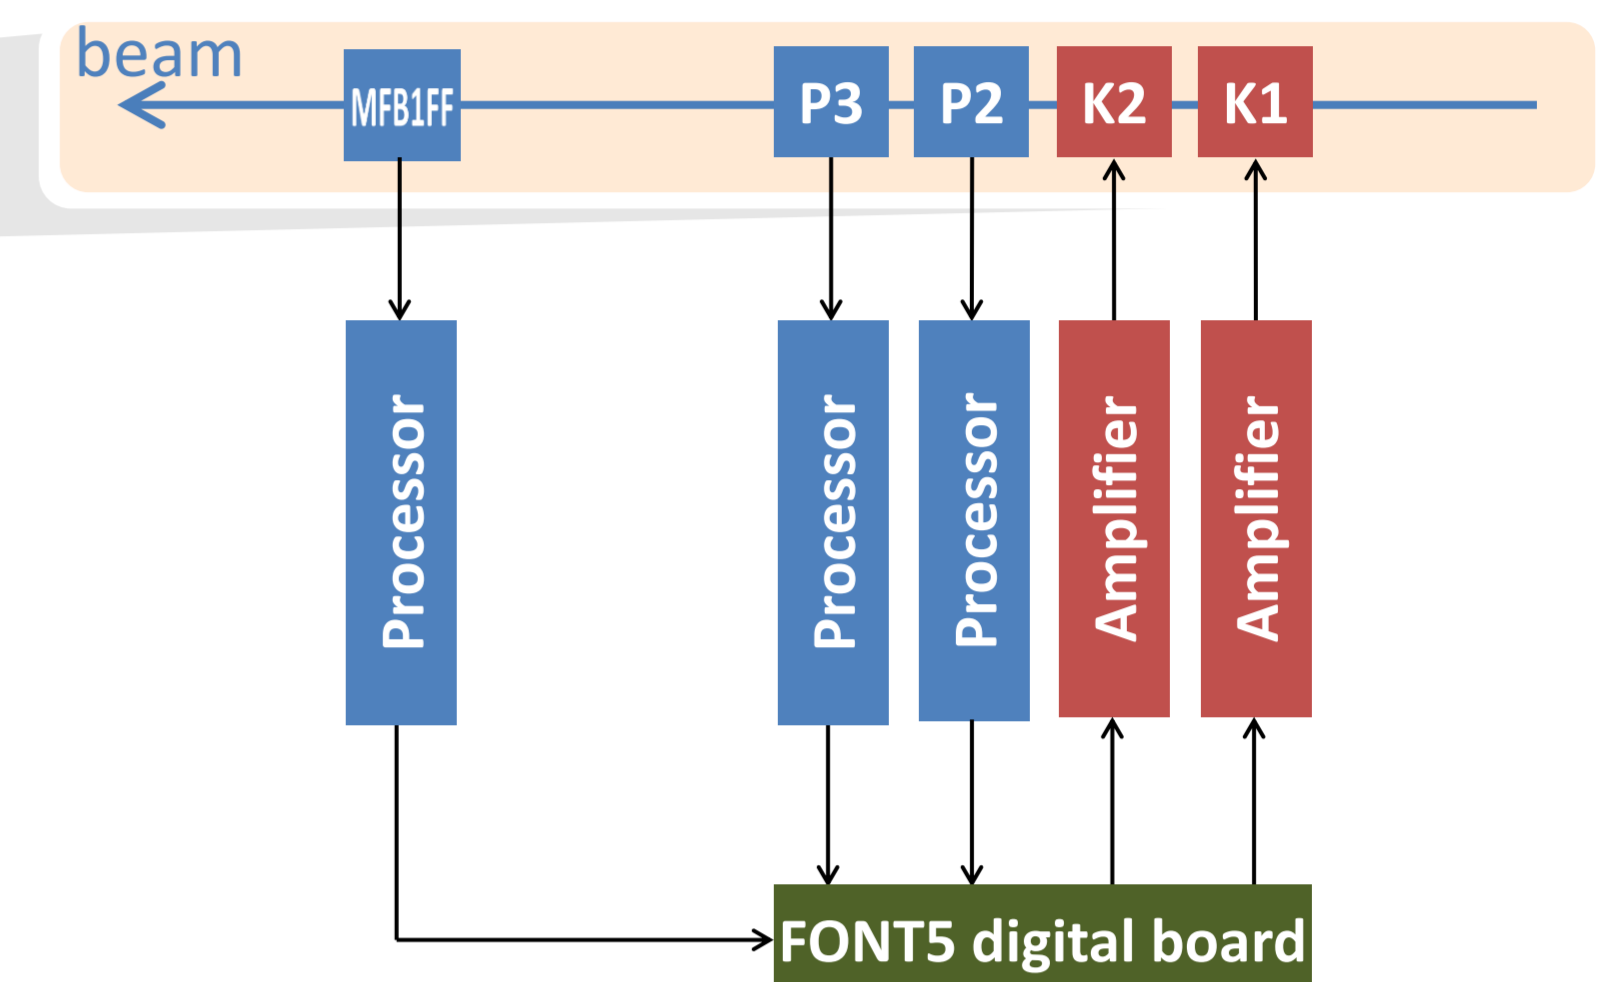 beam
MFB1FF
P3
P2
K2
K1
Processor
Processor
Processor
Amplifier
Amplifier
FONT5 digital board